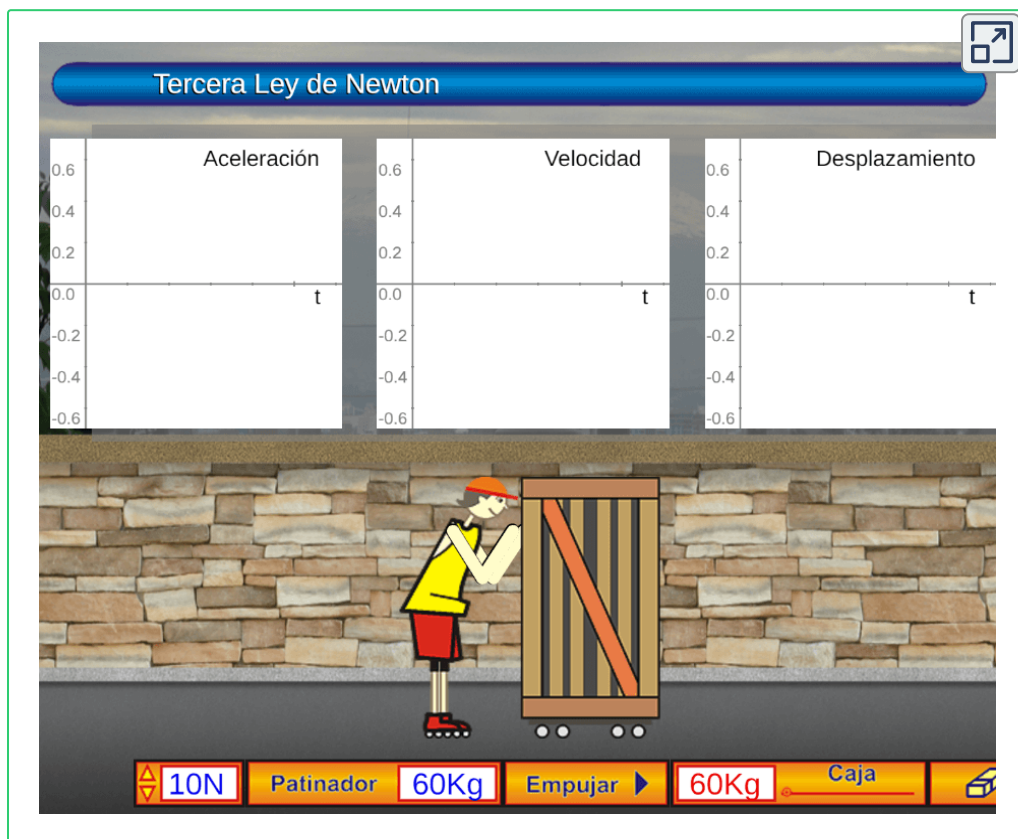 Tercera Ley de Newton
Aceleración
0.6
0.4
0.2
0.0
-0.2
-0.4
-0.6
t
Velocidad
0.6
0.4
0.2
0.0
-0.2
-0.4
-0.6
t
Desplazamiento
0.6
0.4
0.2
0.0
-0.2
-0.4
-0.6
t
10N Patinador 60Kg Empujar 60Kg Caja